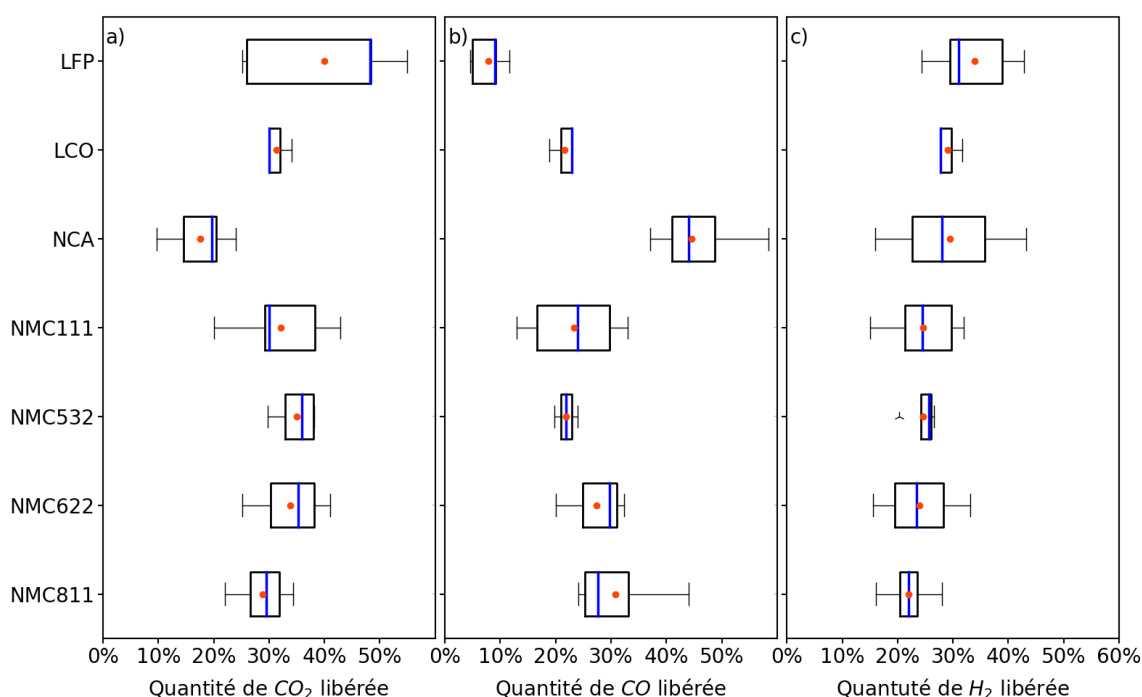 a) b) c)
LFP
LCO
NCA
NMC111
NMC532
NMC622
NMC811
0% 10% 20% 30% 40% 50% 0% 10% 20% 30% 40% 50% 0% 10% 20% 30% 40% 50% 60%
Quantité de CO₂ libérée Quantité de CO libérée Quantuté de H₂ libérée